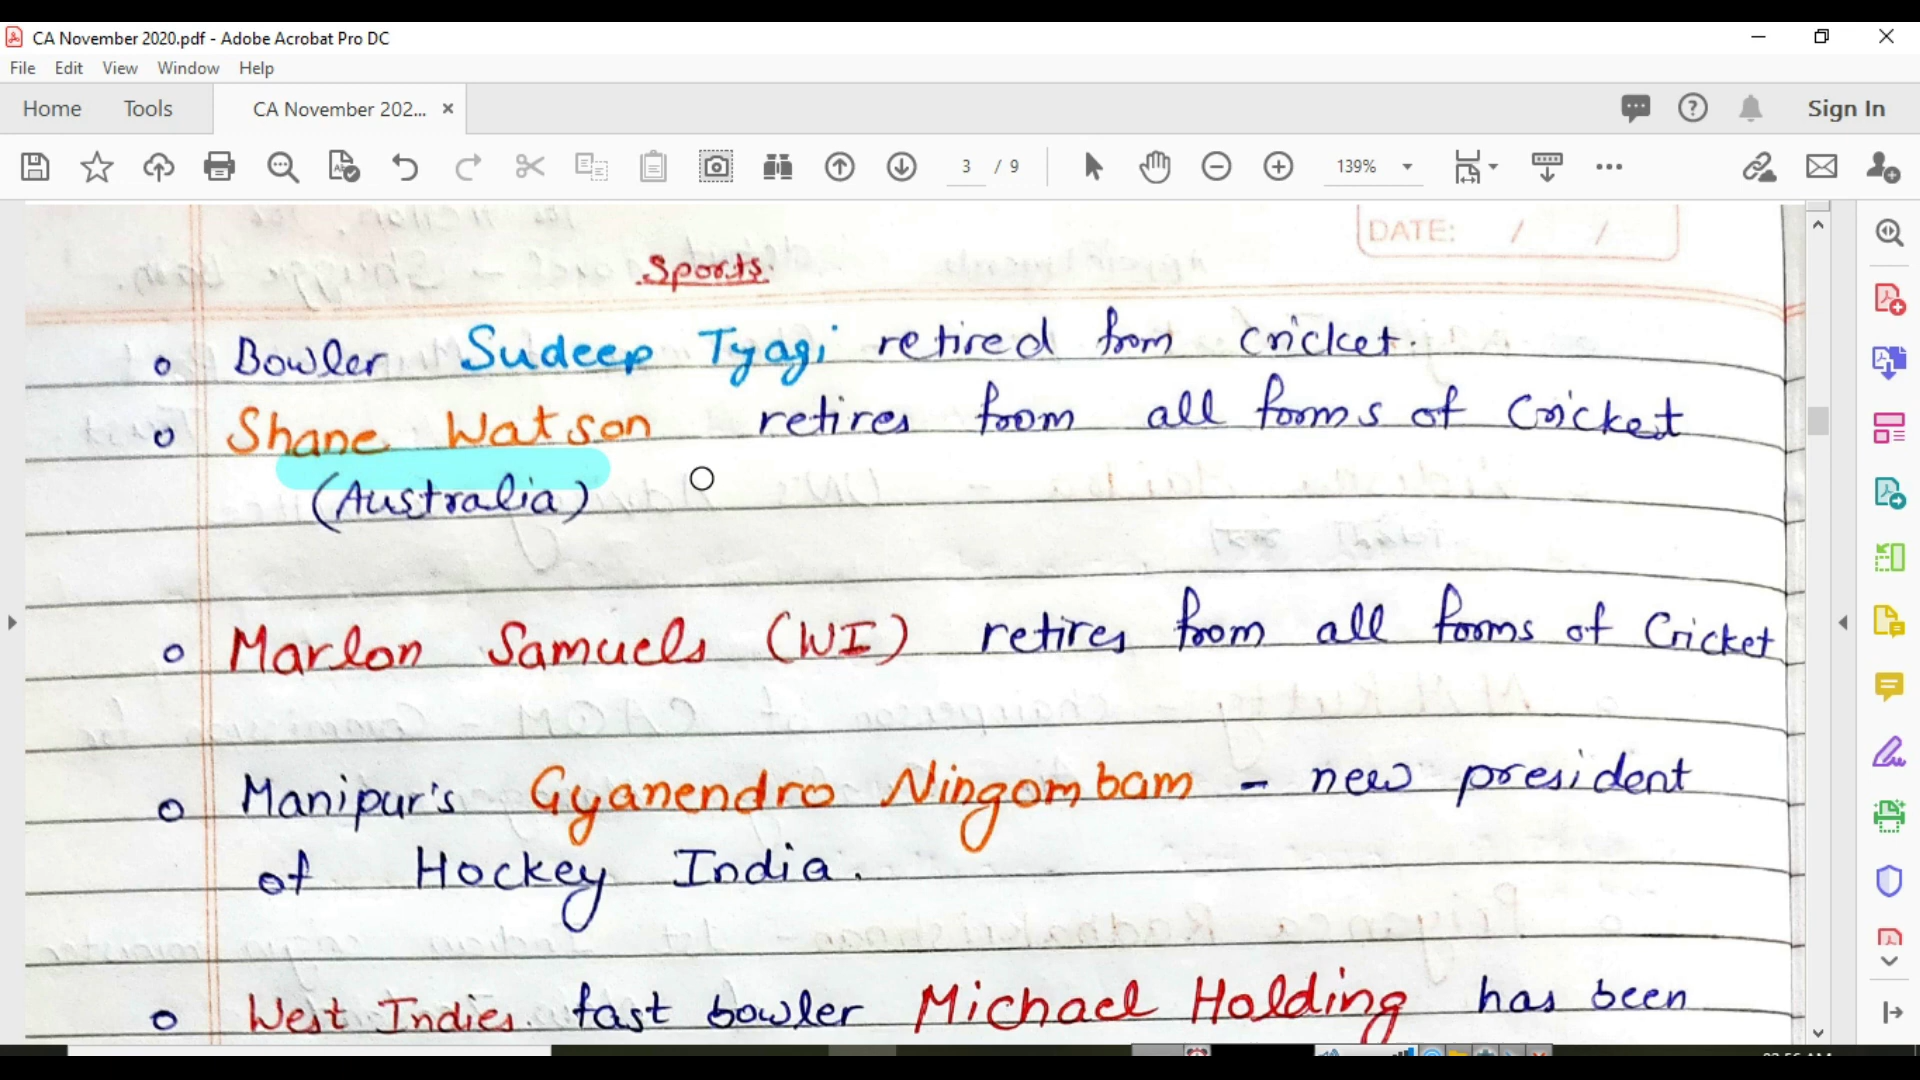 CA November 2020.pdf - Adobe Acrobat Pro DC
File Edit View Window Help
Home Tools CA November 202... × Sign In
3 / 9 139%
DATE: / /
Sports
Bowler Sudeep Tyagi retired from cricket.
Shane Watson retires from all forms of Cricket
(Australia)
Marlon Samuels (WI) retires from all forms of Cricket
Manipur's Gyanendro Ningombam - new president
of Hockey India.
West Indies fast bowler Michael Holding has been